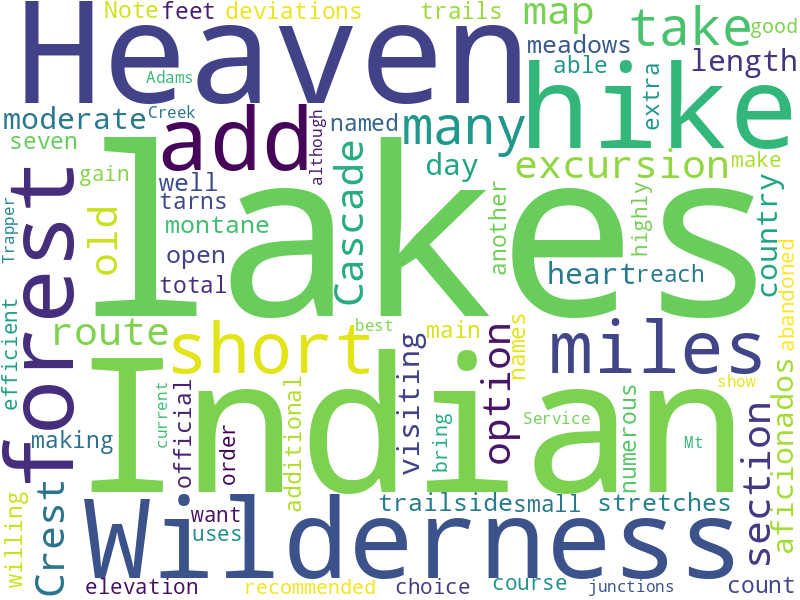 Note
feet
deviations
trails
map
take
good
Heaven
meadows
able
length
Adams
hike
extra
moderate
Creek
add
although
named
many
seven
gain
well
tarns
Cascade
day
excursion
make
forest
old
montane
another
highly
country
Trapper
open
total
heart
reach
lakes
abandoned
efficient
route
short
best
main
names
miles
visiting
option
Indian
current
show
making
official
order
additional
bring
Service
numerous
Mt
section
aficionados
willing
Crest
want
uses
Wilderness
trailside
small
stretches
elevation
recommended
choice
course
junctions
count